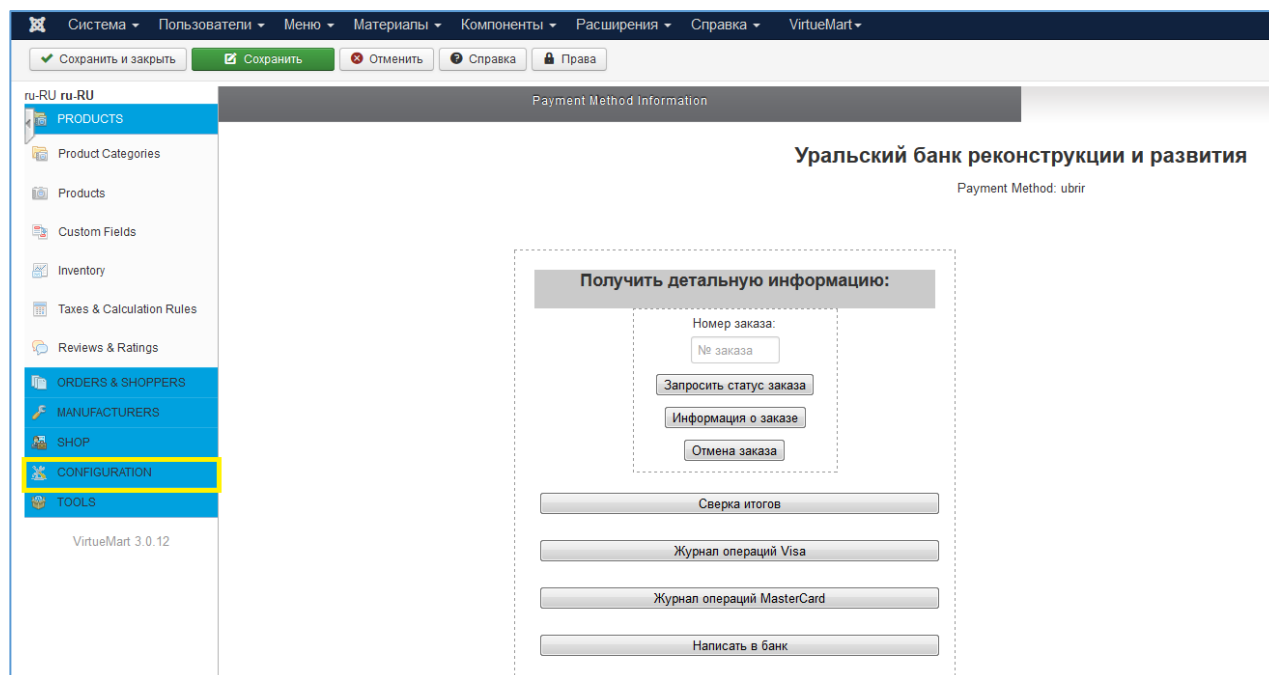 Система Пользователи Меню Материалы Компоненты Расширения Справка VirtueMart
Сохранить и закрыть Сохранить Отменить Справка Права
ru-RU ru-RU
PRODUCTS
Product Categories
Products
Custom Fields
Inventory
Taxes & Calculation Rules
Reviews & Ratings
ORDERS & SHOPPERS
MANUFACTURERS
SHOP
CONFIGURATION
TOOLS
VirtueMart 3.0.12
Payment Method Information
Уральский банк реконструкции и развития
Payment Method: ubrir
Получить детальную информацию:
Номер заказа:
№ заказа
Запросить статус заказа
Информация о заказе
Отмена заказа
Сверка итогов
Журнал операций Visa
Журнал операций MasterCard
Написать в банк